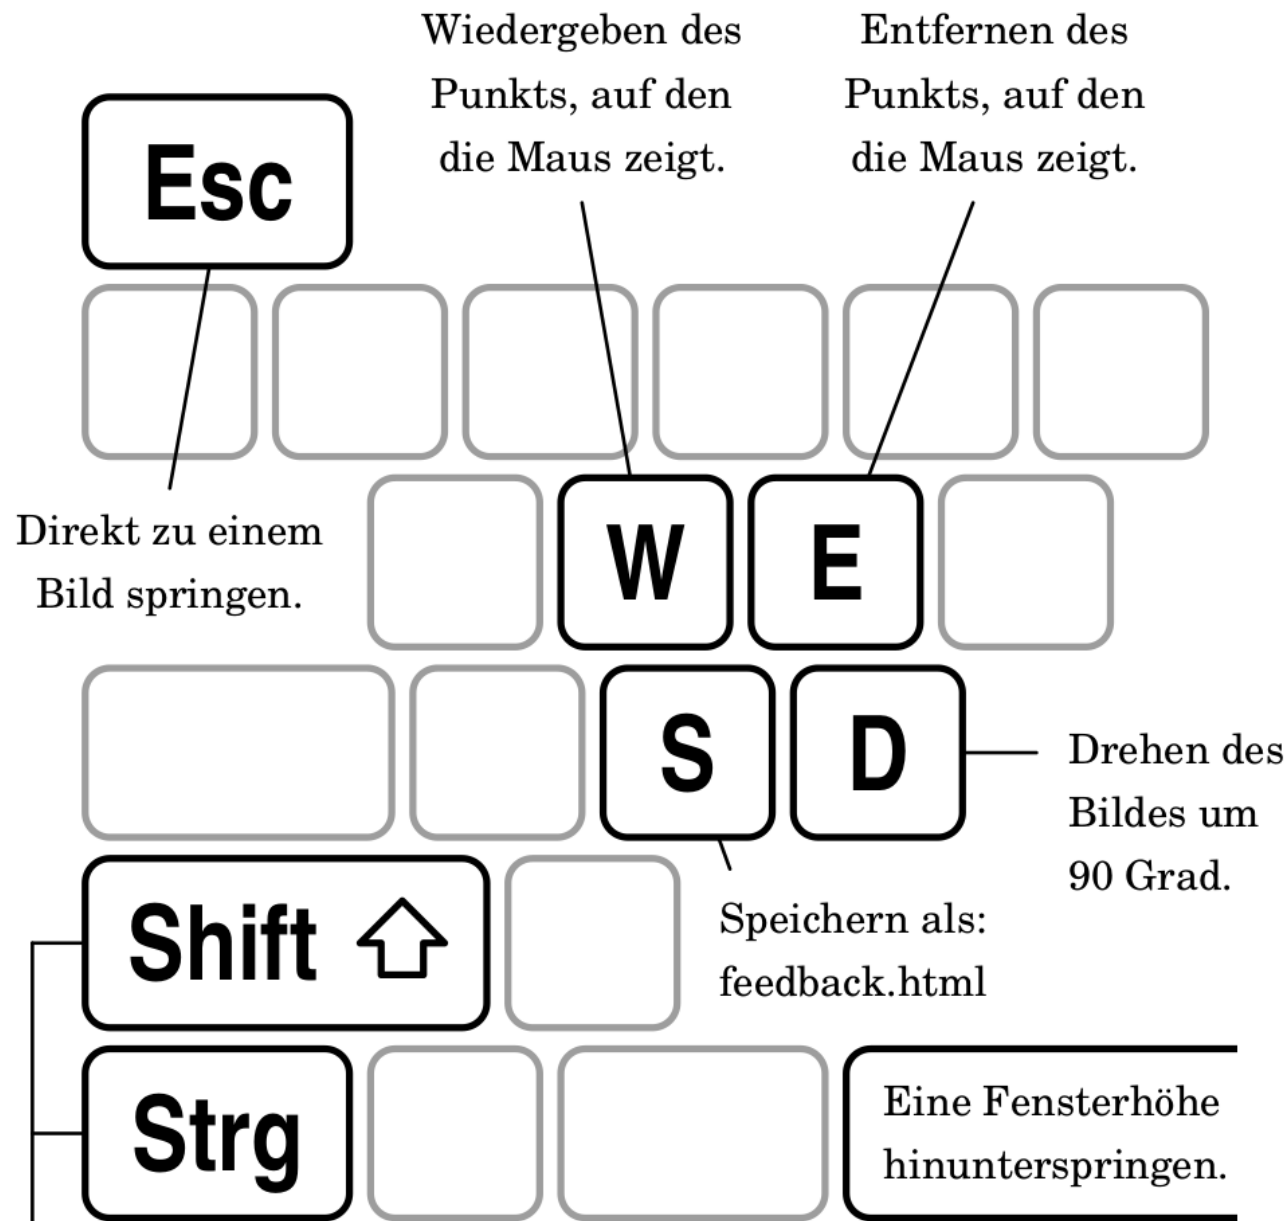 Wiedergeben des
Punkts, auf den
die Maus zeigt.
Entfernen des
Punkts, auf den
die Maus zeigt.
Esc
Direkt zu einem
Bild springen.
W
E
S
D
Drehen des
Bildes um
90 Grad.
Shift
Speichern als:
feedback.html
Strg
Eine Fensterhöhe
hinunterspringen.